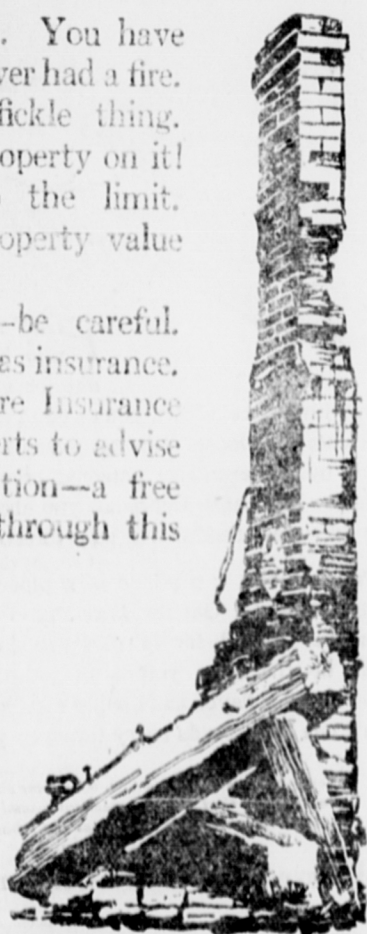 . You have
ver had a fire.
fickle thing.
operty on it!
the limit.
operty value
-be careful.
as insurance.
re Insurance
rts to advise
tion—a free
through this